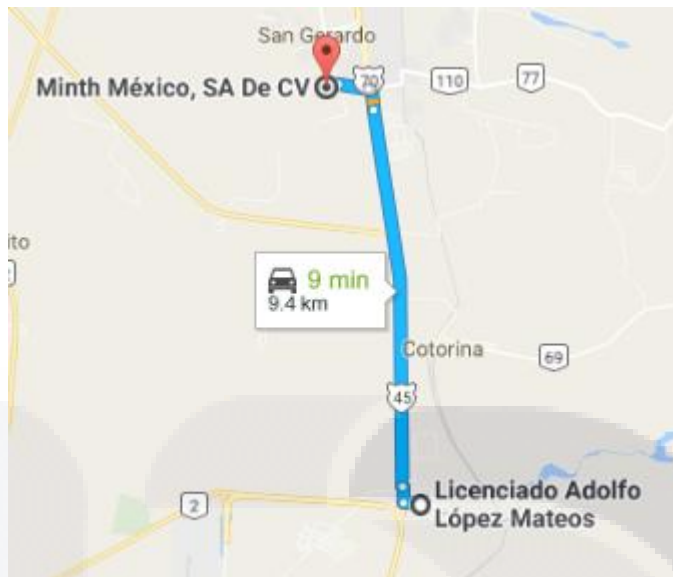 San Gerardo
Minth México, SA De CV
70
110
77
ito
9 min
9.4 km
Cotorina
69
45
2
Licenciado Adolfo
López Mateos